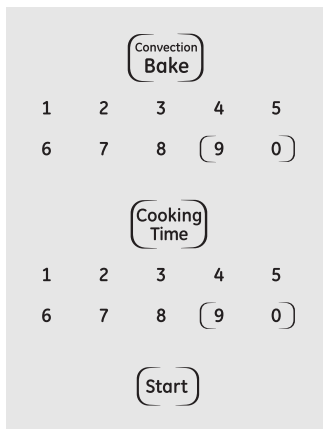 Convection
Bake
1 2 3 4 5
6 7 8 9 0
Cooking
Time
1 2 3 4 5
6 7 8 9 0
Start